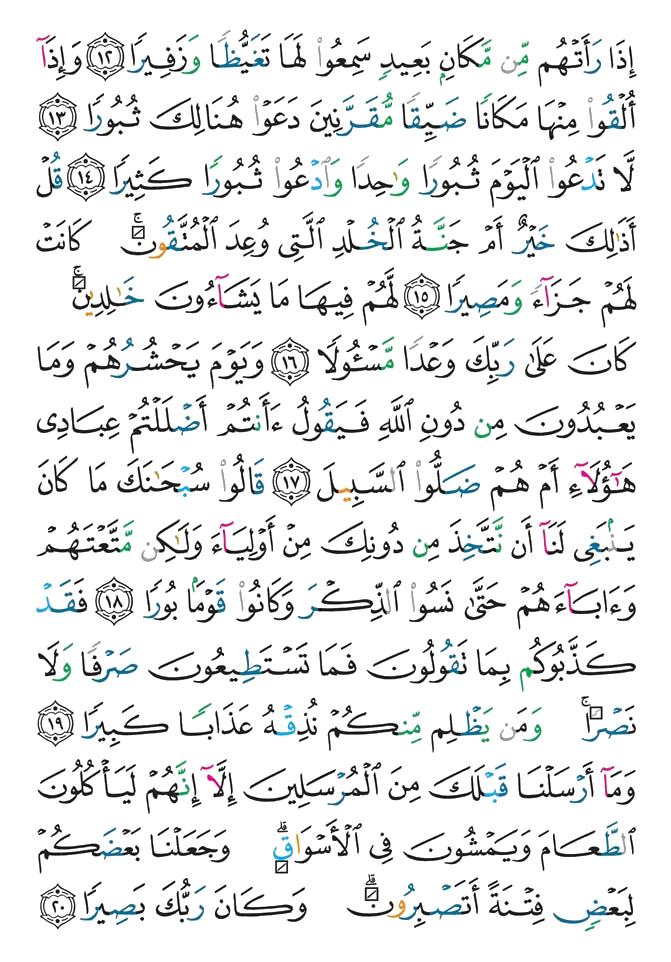 إِذَا رَأَتْهُم مِّن مَّكَانٍۭ بَعِيدٍ سَمِعُوا۟ لَهَا تَغَيُّظًا وَزَفِيرًا ﴿١٢﴾ وَإِذَآ
أُلْقُوا۟ مِنْهَا مَكَانًا ضَيِّقًا مُّقَرَّنِينَ دَعَوْا۟ هُنَالِكَ ثُبُورًا ﴿١٣﴾
لَّا تَدْعُوا۟ ٱلْيَوْمَ ثُبُورًا وَٰحِدًا وَٱدْعُوا۟ ثُبُورًا كَثِيرًا ﴿١٤﴾ قُلْ
أَذَٰلِكَ خَيْرٌ أَمْ جَنَّةُ ٱلْخُلْدِ ٱلَّتِى وُعِدَ ٱلْمُتَّقُونَ ۚ كَانَتْ
لَهُمْ جَزَآءً وَمَصِيرًا ﴿١٥﴾ لَّهُمْ فِيهَا مَا يَشَآءُونَ خَٰلِدِينَ ۚ
كَانَ عَلَىٰ رَبِّكَ وَعْدًا مَّسْـُٔولًا ﴿١٦﴾ وَيَوْمَ يَحْشُرُهُمْ وَمَا
يَعْبُدُونَ مِن دُونِ ٱللَّهِ فَيَقُولُ ءَأَنتُمْ أَضْلَلْتُمْ عِبَادِى
هَٰٓؤُلَآءِ أَمْ هُمْ ضَلُّوا۟ ٱلسَّبِيلَ ﴿١٧﴾ قَالُوا۟ سُبْحَٰنَكَ مَا كَانَ
يَنۢبَغِى لَنَآ أَن نَّتَّخِذَ مِن دُونِكَ مِنْ أَوْلِيَآءَ وَلَٰكِن مَّتَّعْتَهُمْ
وَءَابَآءَهُمْ حَتَّىٰ نَسُوا۟ ٱلذِّكْرَ وَكَانُوا۟ قَوْمًۢا بُورًا ﴿١٨﴾ فَقَدْ
كَذَّبُوكُم بِمَا تَقُولُونَ فَمَا تَسْتَطِيعُونَ صَرْفًا وَلَا
نَصْرًا ۚ وَمَن يَظْلِم مِّنكُمْ نُذِقْهُ عَذَابًا كَبِيرًا ﴿١٩﴾
وَمَآ أَرْسَلْنَا قَبْلَكَ مِنَ ٱلْمُرْسَلِينَ إِلَّآ إِنَّهُمْ لَيَأْكُلُونَ
ٱلطَّعَامَ وَيَمْشُونَ فِى ٱلْأَسْوَاقِ ۗ وَجَعَلْنَا بَعْضَكُمْ
لِبَعْضٍ فِتْنَةً أَتَصْبِرُونَ ۗ وَكَانَ رَبُّكَ بَصِيرًا ﴿٢٠﴾